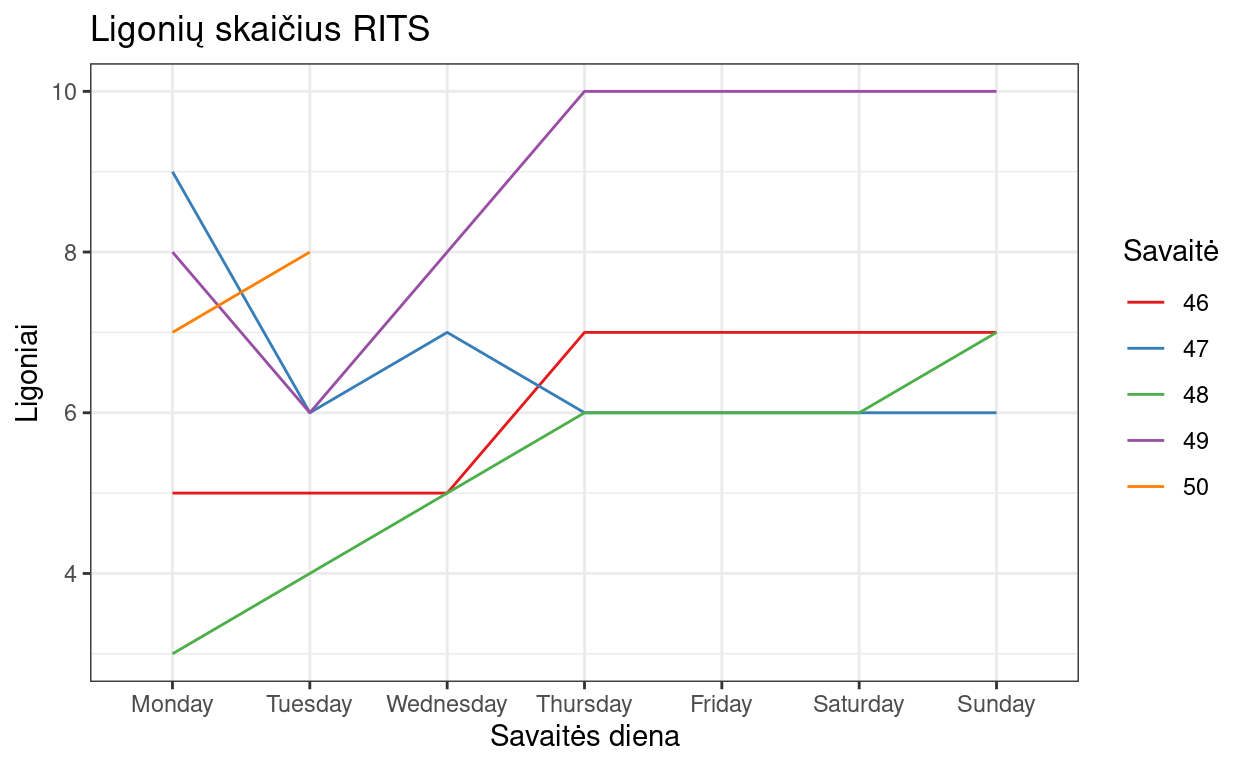 Ligonių skaičius RITS
Ligoniai
10
8
6
4
Monday Tuesday Wednesday Thursday Friday Saturday Sunday
Savaitės diena
Savaitė
46
47
48
49
50